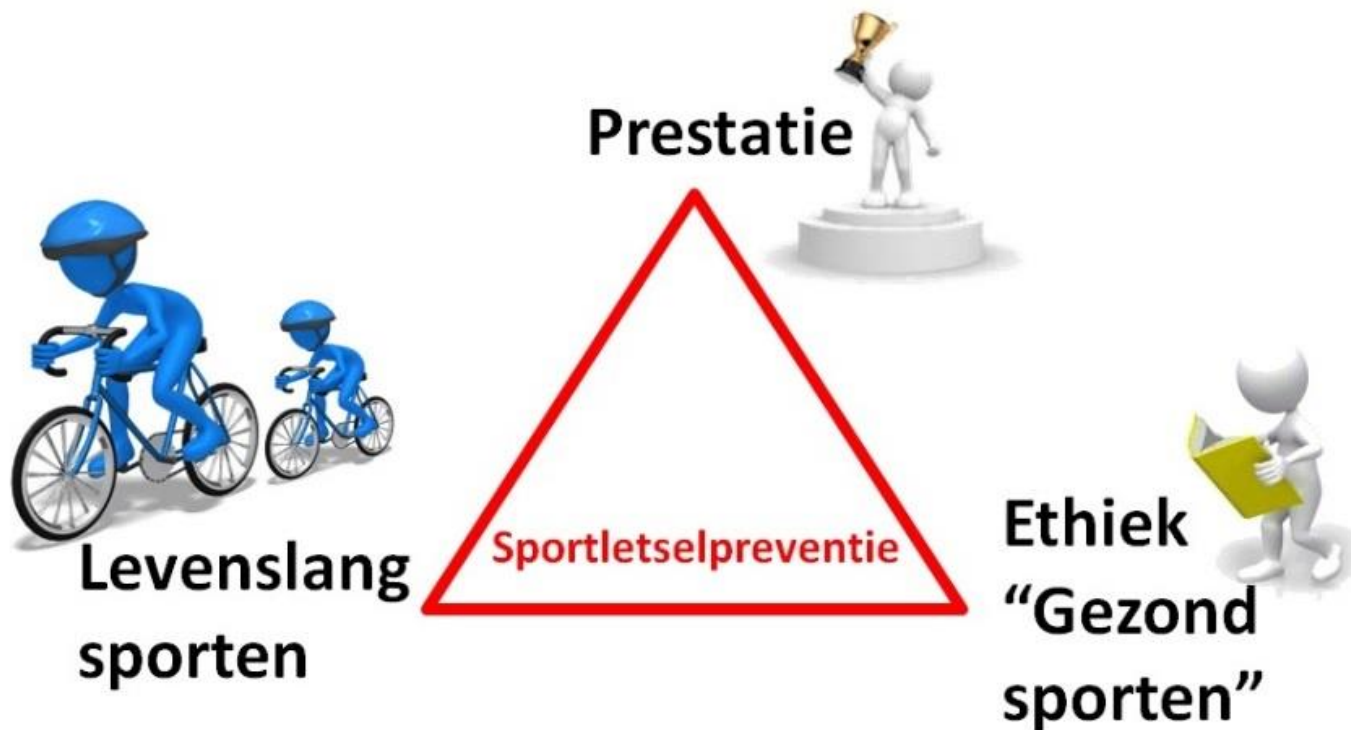 Prestatie
Sportletselpreventie
Levenslang
sporten
Ethiek
“Gezond
sporten”